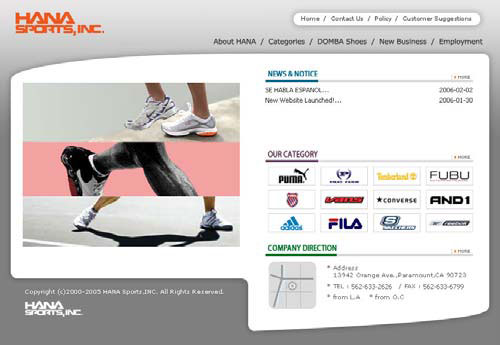 HANA
SPORTS, INC.
Home / Contact Us / Policy / Customer Suggestions
About HANA / Categories / DOMBA Shoes / New Business / Employment
NEWS & NOTICE
MORE
SE HABLA ESPANOL... 2006-02-02
New Website Launched!... 2006-01-30
OUR CATEGORY
MORE
PUMA Timberland FUBU
VANS CONVERSE AND1
adidas FILA SKECHERS Reebok
COMPANY DIRECTION
MORE
* Address
13942 Orange Ave.,Paramount,CA 90723
* TEL : 562-633-2626 / FAX : 562-633-6799
* from L.A * from O.C
Copyright (c)2000-2005 HANA Sports,INC. All Rights Reserved.
HANA
SPORTS, INC.